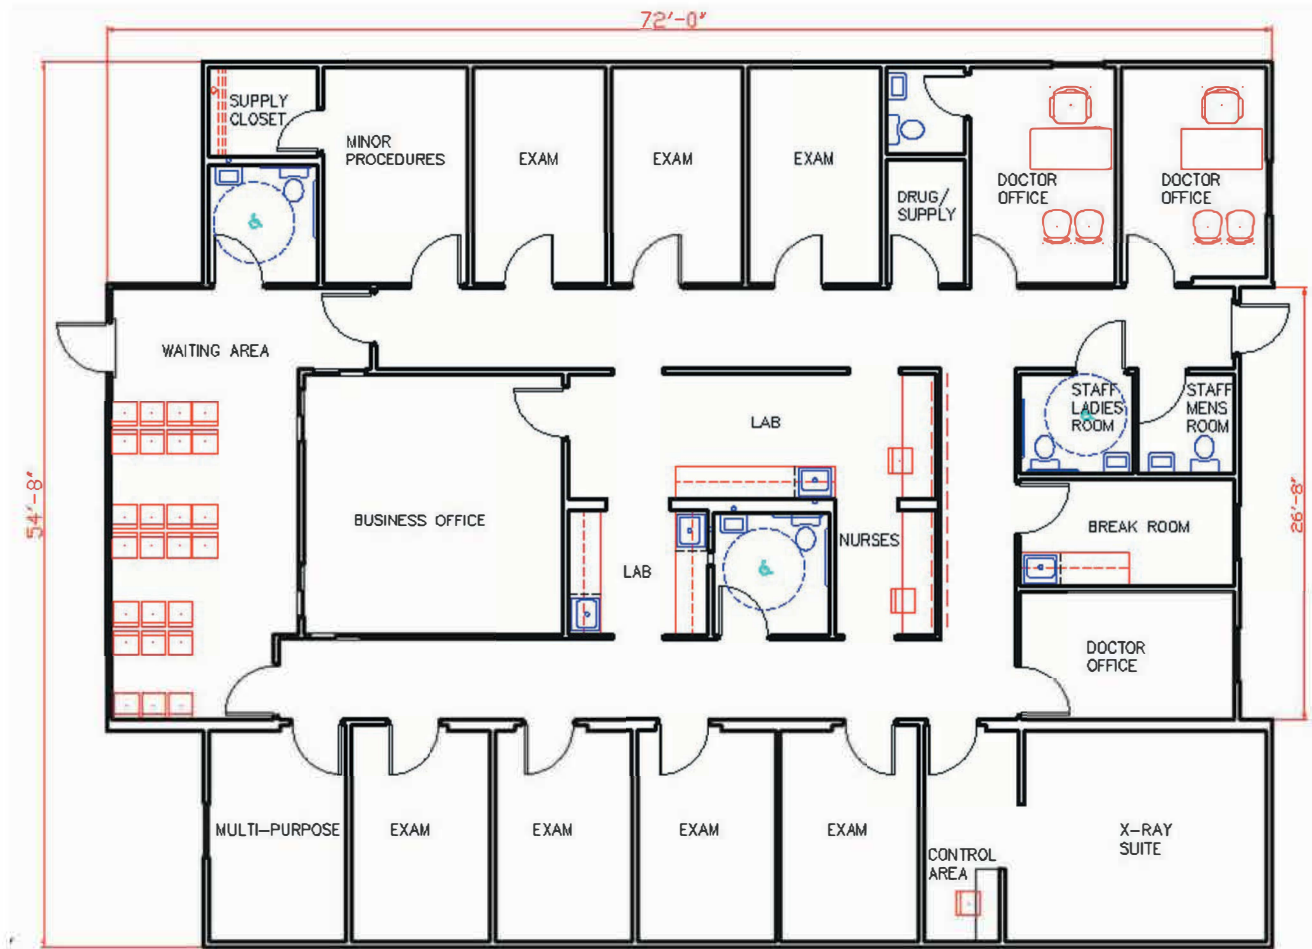 72'-0"
SUPPLY
CLOSET
MINOR
PROCEDURES
EXAM
EXAM
EXAM
DRUG/
SUPPLY
DOCTOR
OFFICE
DOCTOR
OFFICE
WAITING AREA
STAFF
LADIES
ROOM
STAFF
MENS
ROOM
LAB
54'-8"
BUSINESS OFFICE
NURSES
BREAK ROOM
26'-8"
LAB
DOCTOR
OFFICE
MULTI-PURPOSE
EXAM
EXAM
EXAM
EXAM
CONTROL
AREA
X-RAY
SUITE